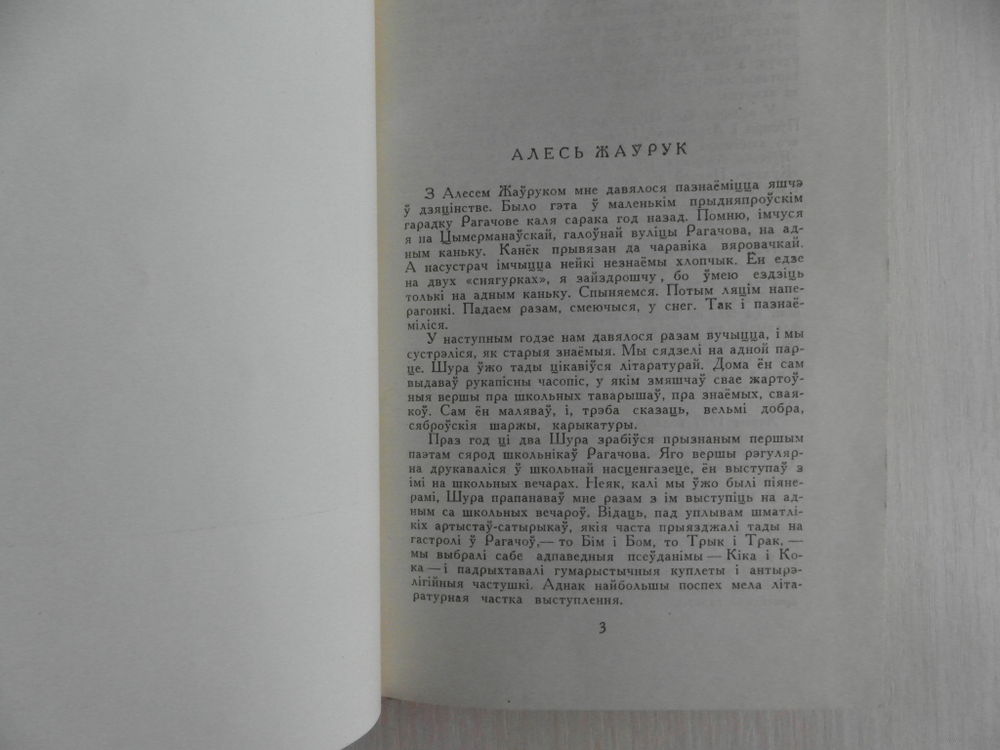 АЛЕСЬ ЖАЎРУК
З Алесем Жаўруком мне давялося пазнаёміцца яшчэ
ў дзяцінстве. Было гэта ў маленькім прыдняпроўскім
гарадку Рагачове каля сарака год назад. Помню, імчуся
я па Цымерманаўскай, галоўнай вуліцы Рагачова, на ад-
ным каньку. Канёк прывязан да чаравіка вяровачкай.
А насустрач імчыцца нейкі незнаёмы хлопчык. Ён едзе
на двух «снягурках», я зайздрошчу, бо ўмею ездзіць
толькі на адным каньку. Спыняемся. Потым ляцім напе-
рагонкі. Падаем разам, смеючыся, у снег. Так і пазнаё-
міліся.
У наступным годзе нам давялося разам вучыцца, і мы
сустрэліся, як старыя знаёмыя. Мы сядзелі на адной пар-
це. Шура ўжо тады цікавіўся літаратурай. Дома ён сам
выдаваў рукапісны часопіс, у якім змяшчаў свае жартоў-
ныя вершы пра школьных таварышаў, пра знаёмых, свая-
коў. Сам ён маляваў, і, трэба сказаць, вельмі добра,
сяброўскія шаржы, карыкатуры.
Праз год ці два Шура зрабіўся прызнаным першым
паэтам сярод школьнікаў Рагачова. Яго вершы рэгуляр-
на друкаваліся ў школьнай насценгазеце, ён выступаў з
імі на школьных вечарах. Неяк, калі мы ўжо былі піяне-
рамі, Шура прапанаваў мне разам з ім выступіць на ад-
ным са школьных вечароў. Відаць, пад уплывам шматлі-
кіх артыстаў-сатырыкаў, якія часта прыязджалі тады на
гастролі ў Рагачоў,— то Бім і Бом, то Трык і Трак,—
мы выбралі сабе адпаведныя псеўданімы — Кіка і Ко-
ка — і падрыхтавалі гумарыстычныя куплеты і антырэ-
лігійныя частушкі. Аднак найбольшы поспех мела літа-
ратурная частка выступлення.
3